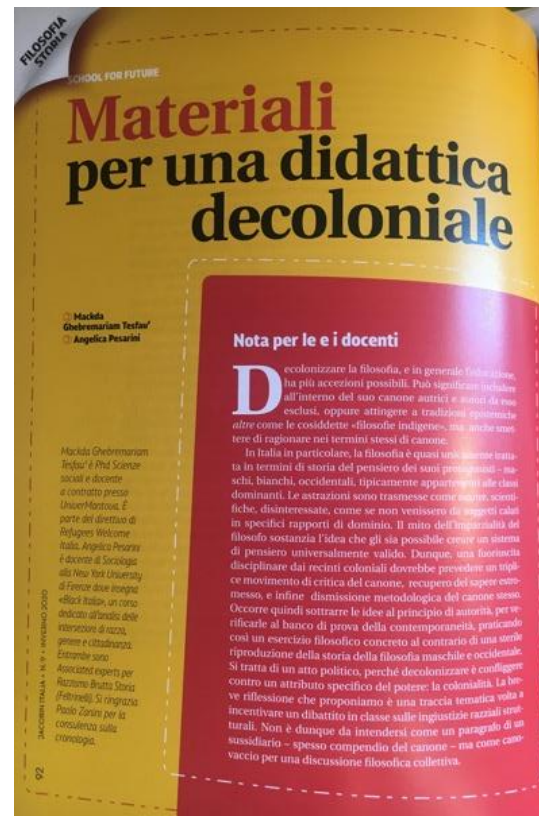 FILOSOFIA
STORIA
SCHOOL FOR FUTURE
Materiali
per una didattica
decoloniale
Mackda
Ghebremariam Tesfau'
Angelica Pesarini
Mackda Ghebremariam
Tesfau' è Phd Scienze
sociali e docente
a contratto presso
UniverMantova. È
parte del direttivo di
Refugees Welcome
Italia. Angelica Pesarini
è docente di Sociologia
alla New York University
di Firenze dove insegna
«Black Italia», un corso
dedicato all'analisi delle
intersezioni di razza,
genere e cittadinanza.
Entrambe sono
Associated experts per
Razzismo Brutta Storia
(Feltrinelli). Si ringrazia
Paolo Zanini per la
consulenza sulla
cronologia.
92 JACOBIN ITALIA • N. 9 • INVERNO 2020
Nota per le e i docenti
Decolonizzare la filosofia, e in generale l'educazione,
ha più accezioni possibili. Può significare includere
all'interno del suo canone autrici e autori da esso
esclusi, oppure attingere a tradizioni epistemiche
altre come le cosiddette «filosofie indigene», ma anche smet-
tere di ragionare nei termini stessi di canone.
In Italia in particolare, la filosofia è quasi unicamente tratta-
ta in termini di storia del pensiero dei suoi protagonisti – ma-
schi, bianchi, occidentali, tipicamente appartenenti alle classi
dominanti. Le astrazioni sono trasmesse come neutre, scienti-
fiche, disinteressate, come se non venissero da soggetti calati
in specifici rapporti di dominio. Il mito dell'imparzialità del
filosofo sostanzia l'idea che gli sia possibile creare un sistema
di pensiero universalmente valido. Dunque, una fuoriuscita
disciplinare dai recinti coloniali dovrebbe prevedere un tripli-
ce movimento di critica del canone, recupero del sapere estro-
messo, e infine dismissione metodologica del canone stesso.
Occorre quindi sottrarre le idee al principio di autorità, per ve-
rificarle al banco di prova della contemporaneità, praticando
così un esercizio filosofico concreto al contrario di una sterile
riproduzione della storia della filosofia maschile e occidentale.
Si tratta di un atto politico, perché decolonizzare è confliggere
contro un attributo specifico del potere: la colonialità. La bre-
ve riflessione che proponiamo è una traccia tematica volta a
incentivare un dibattito in classe sulle ingiustizie razziali strut-
turali. Non è dunque da intendersi come un paragrafo di un
sussidiario – spesso compendio del canone – ma come cano-
vaccio per una discussione filosofica collettiva.